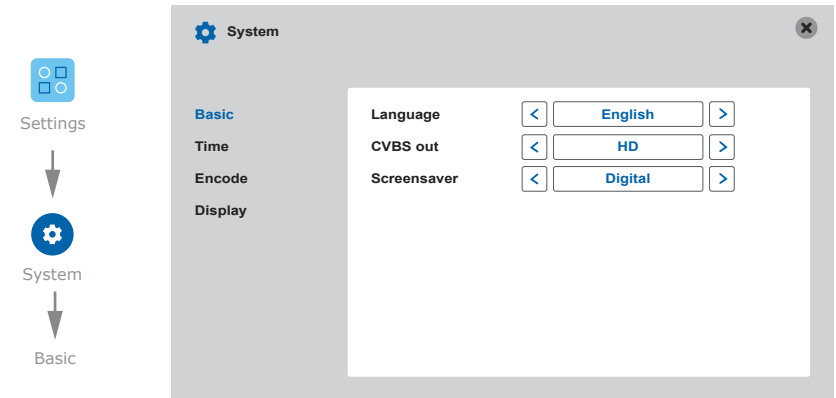 Settings
System
Basic
System
Basic
Time
Encode
Display
Language < English >
CVBS out < HD >
Screensaver < Digital >